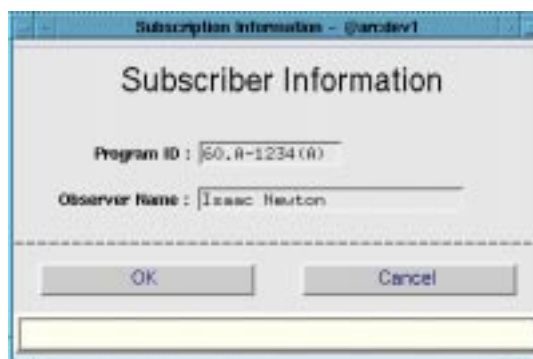 Subscription Information - @arcdev1
Subscriber Information
Program ID : 60.A-1234(A)
Observer Name : Isaac Newton
OK Cancel